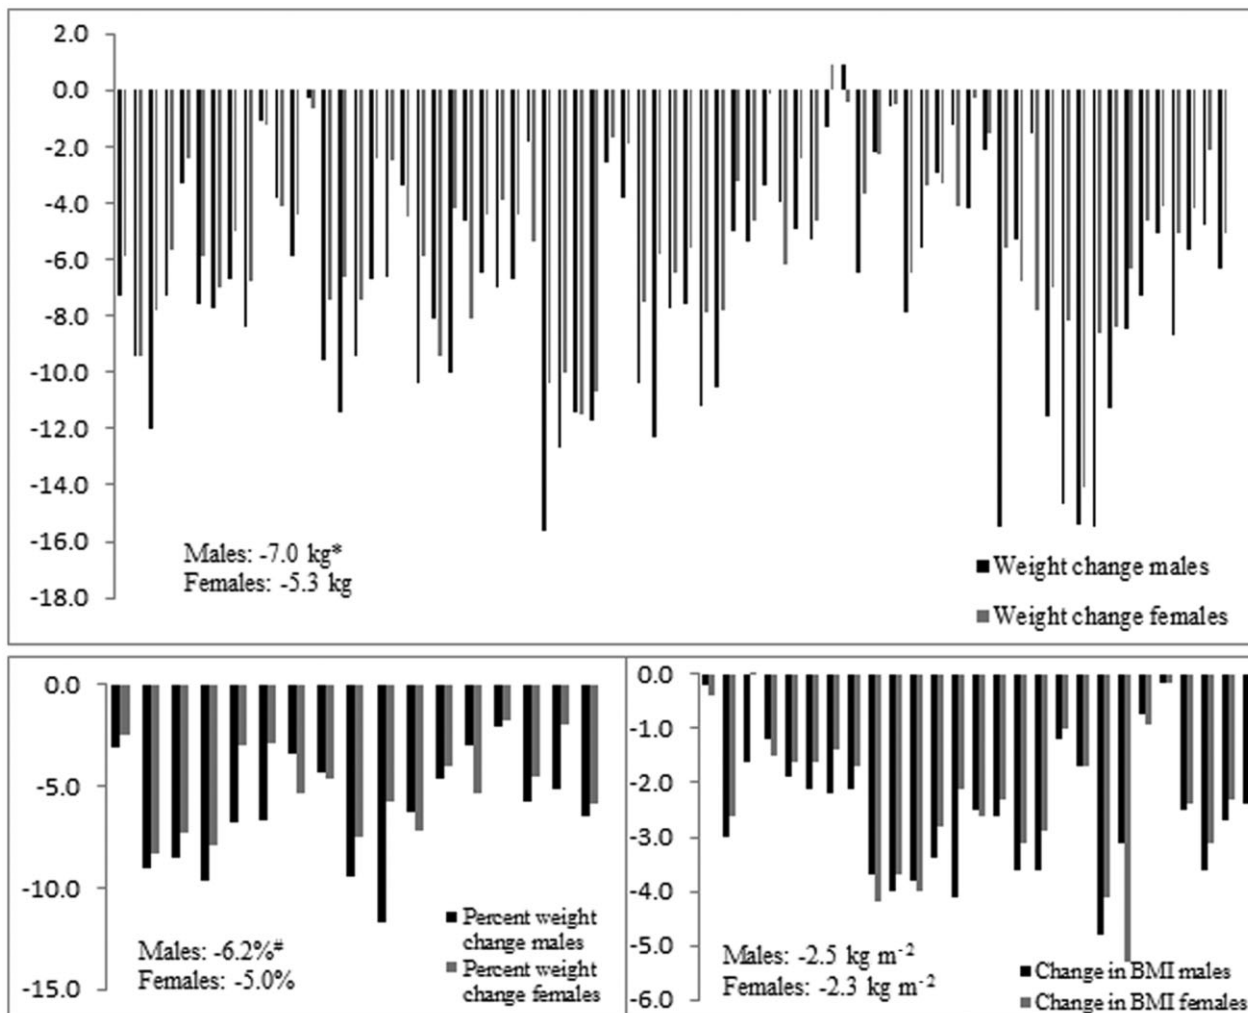 2.0
0.0
-2.0
-4.0
-6.0
-8.0
-10.0
-12.0
-14.0
-16.0
-18.0
Males: -7.0 kg*
Females: -5.3 kg
Weight change males
Weight change females
0.0
-5.0
-10.0
-15.0
Males: -6.2%#
Females: -5.0%
Percent weight
change males
Percent weight
change females
0.0
-1.0
-2.0
-3.0
-4.0
-5.0
-6.0
Males: -2.5 kg m-2
Females: -2.3 kg m-2
Change in BMI males
Change in BMI females